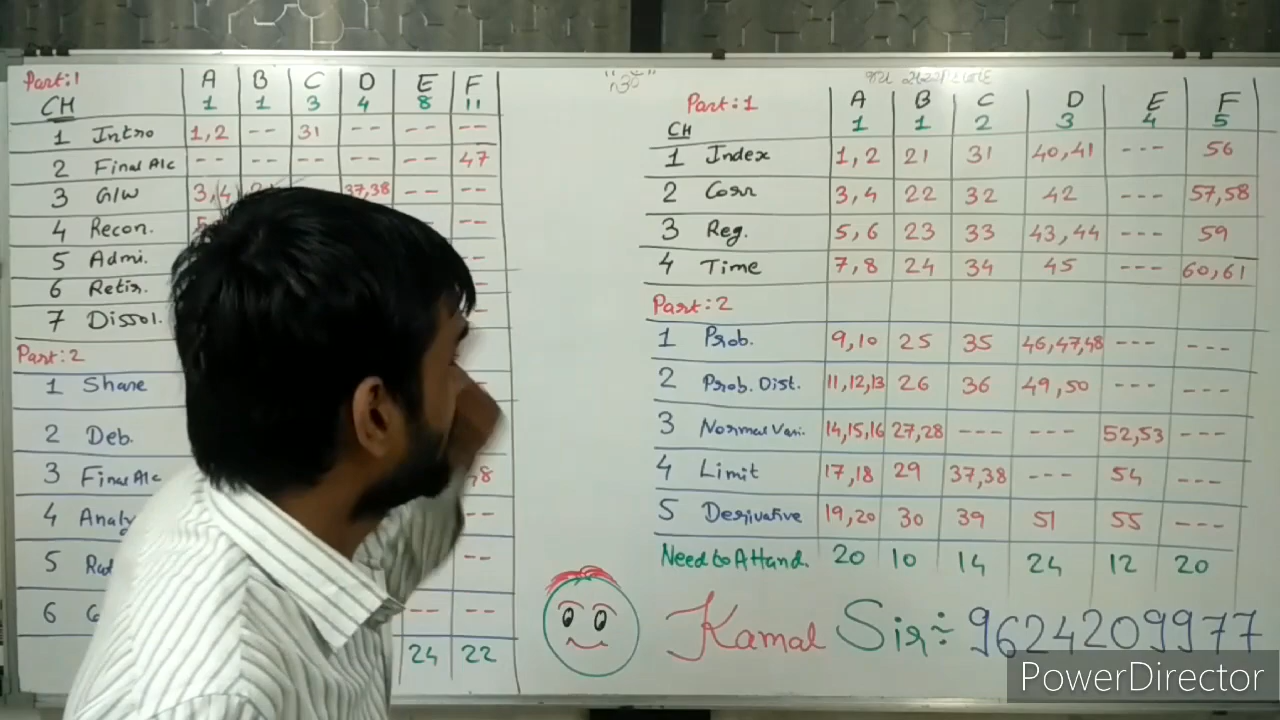 "ૐ"
Part:1 A B C D E F
CH 1 1 3 4 8 11
1 Intro 1,2 -- 31 -- -- --
2 Final A/c -- -- -- -- -- 47
3 G/W 3,4 37,38 -- --
4 Recon. --
5 Admi. --
6 Retir.
7 Dissol.
Part:2
1 Share
2 Deb.
3 Final A/c ,8
4 Analy --
5 --
6 -- --
24 22
Part:1 A B C D E F
CH 1 1 2 3 4 5
1 Index 1,2 21 31 40,41 --- 56
2 Corr 3,4 22 32 42 --- 57,58
3 Reg. 5,6 23 33 43,44 --- 59
4 Time 7,8 24 34 45 --- 60,61
Part:2
1 Prob. 9,10 25 35 46,47,48 --- ---
2 Prob. Dist. 11,12,13 26 36 49,50 --- ---
3 Normal Vari. 14,15,16 27,28 --- --- 52,53 ---
4 Limit 17,18 29 37,38 --- 54 ---
5 Derivative 19,20 30 39 51 55 ---
Need to Attand. 20 10 14 24 12 20
Kamal Sir÷ 9624209977
PowerDirector